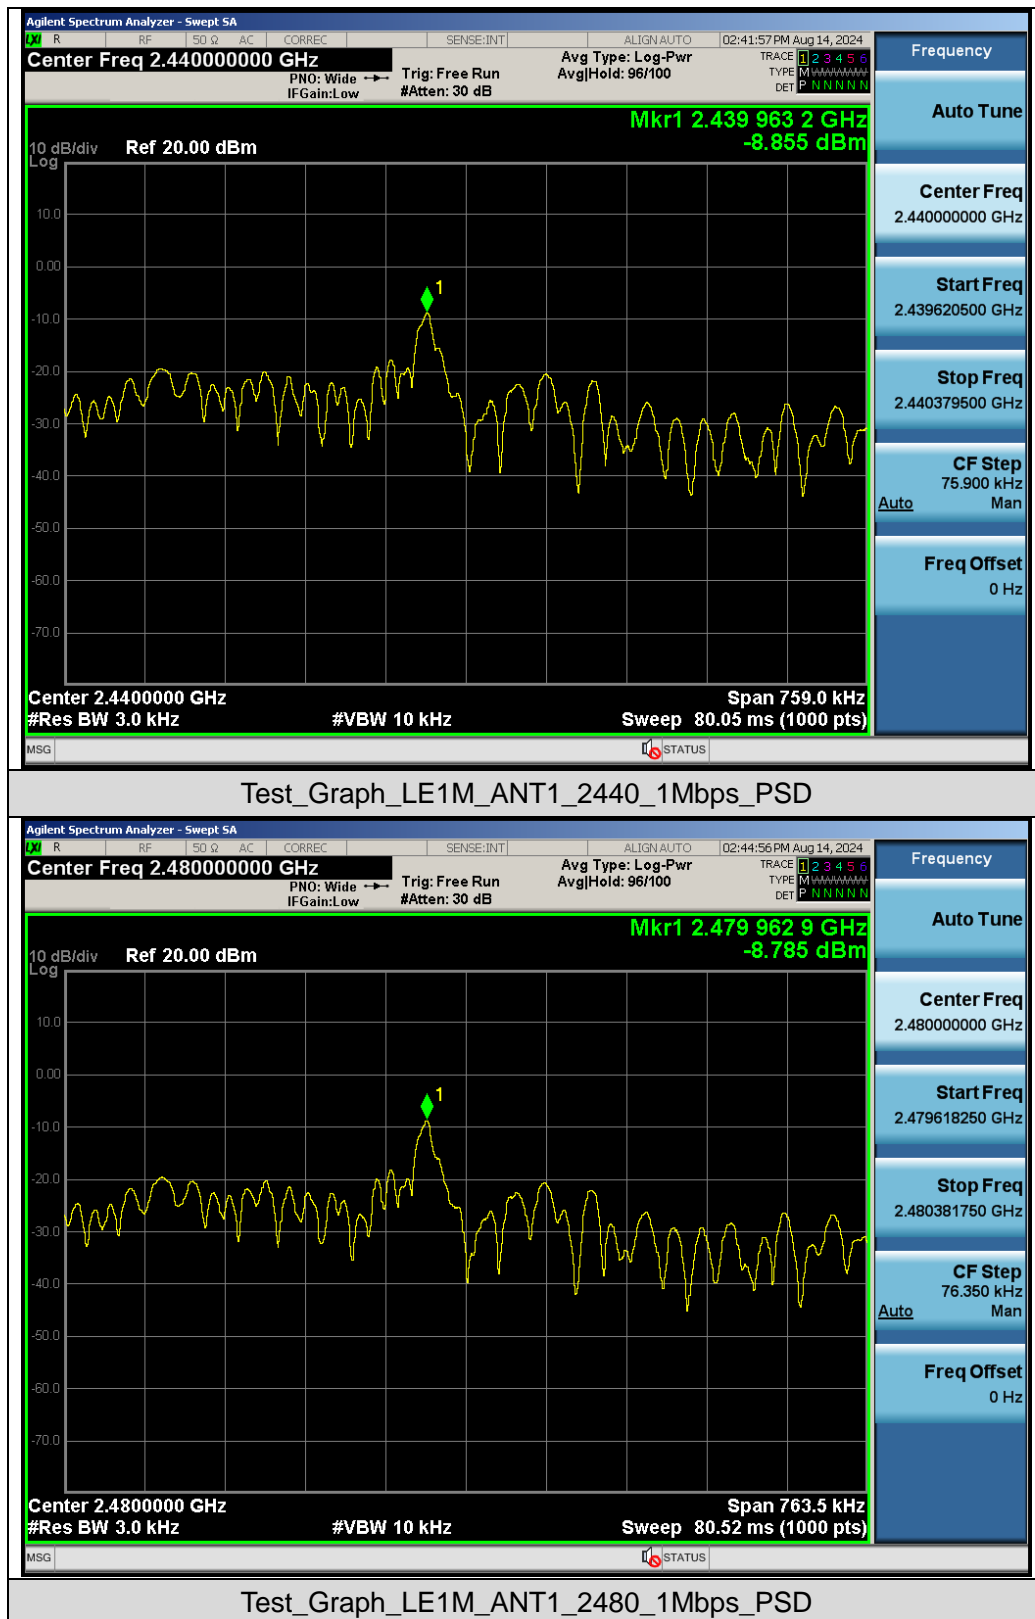 Agilent Spectrum Analyzer - Swept SA
LXI R RF 50 Ω AC CORREC SENSE:INT ALIGN AUTO 02:41:57 PM Aug 14, 2024
Center Freq 2.440000000 GHz
PNO: Wide
IFGain:Low
Trig: Free Run
#Atten: 30 dB
Avg Type: Log-Pwr
Avg|Hold: 96/100
TRACE 1 2 3 4 5 6
TYPE M
DET P N N N N N
Mkr1 2.439 963 2 GHz
-8.855 dBm
10 dB/div Ref 20.00 dBm
Log
1
10.0
0.00
-10.0
-20.0
-30.0
-40.0
-50.0
-60.0
-70.0
Center 2.4400000 GHz Span 759.0 kHz
#Res BW 3.0 kHz #VBW 10 kHz Sweep 80.05 ms (1000 pts)
MSG STATUS
Frequency
Auto Tune
Center Freq
2.440000000 GHz
Start Freq
2.439620500 GHz
Stop Freq
2.440379500 GHz
CF Step
75.900 kHz
Auto Man
Freq Offset
0 Hz
Test_Graph_LE1M_ANT1_2440_1Mbps_PSD
Agilent Spectrum Analyzer - Swept SA
LXI R RF 50 Ω AC CORREC SENSE:INT ALIGN AUTO 02:44:56 PM Aug 14, 2024
Center Freq 2.480000000 GHz
PNO: Wide
IFGain:Low
Trig: Free Run
#Atten: 30 dB
Avg Type: Log-Pwr
Avg|Hold: 96/100
TRACE 1 2 3 4 5 6
TYPE M
DET P N N N N N
Mkr1 2.479 962 9 GHz
-8.785 dBm
10 dB/div Ref 20.00 dBm
Log
1
10.0
0.00
-10.0
-20.0
-30.0
-40.0
-50.0
-60.0
-70.0
Center 2.4800000 GHz Span 763.5 kHz
#Res BW 3.0 kHz #VBW 10 kHz Sweep 80.52 ms (1000 pts)
MSG STATUS
Frequency
Auto Tune
Center Freq
2.480000000 GHz
Start Freq
2.479618250 GHz
Stop Freq
2.480381750 GHz
CF Step
76.350 kHz
Auto Man
Freq Offset
0 Hz
Test_Graph_LE1M_ANT1_2480_1Mbps_PSD